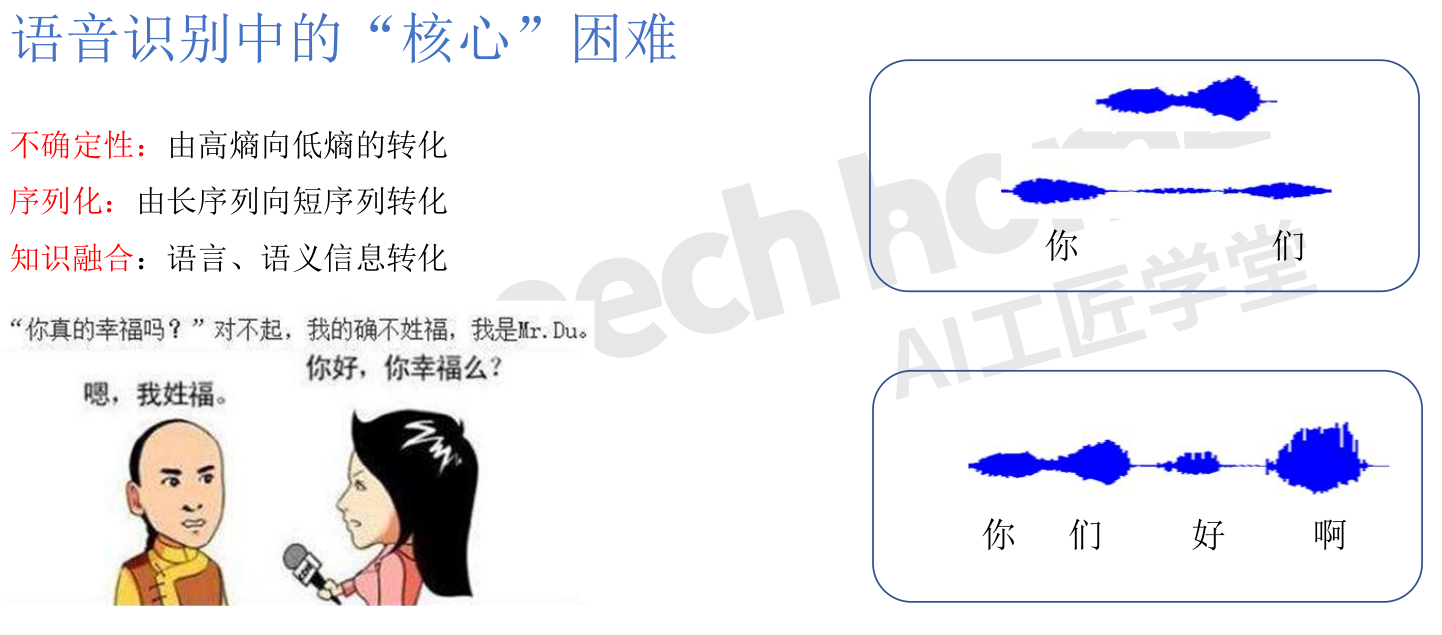 语音识别中的“核心”困难
不确定性：由高熵向低熵的转化
序列化：由长序列向短序列转化
知识融合：语言、语义信息转化
“你真的幸福吗？”对不起，我的确不姓福，我是Mr.Du。
你好，你幸福么？
嗯，我姓福。
你 们
你 们 好 啊
ech home
AI工匠学堂